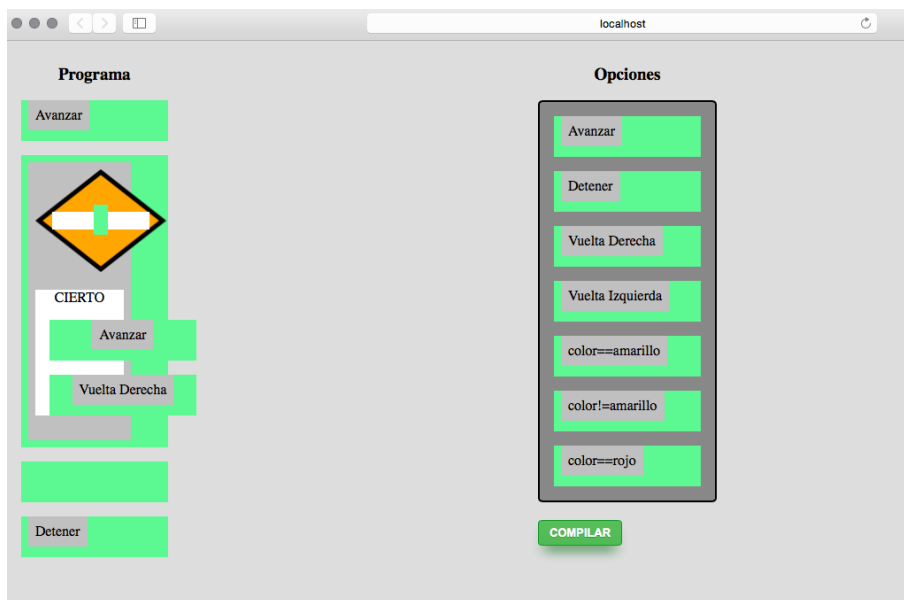 localhost
Programa
Avanzar
CIERTO
Avanzar
Vuelta Derecha
Detener
Opciones
Avanzar
Detener
Vuelta Derecha
Vuelta Izquierda
color==amarillo
color!=amarillo
color==rojo
COMPILAR